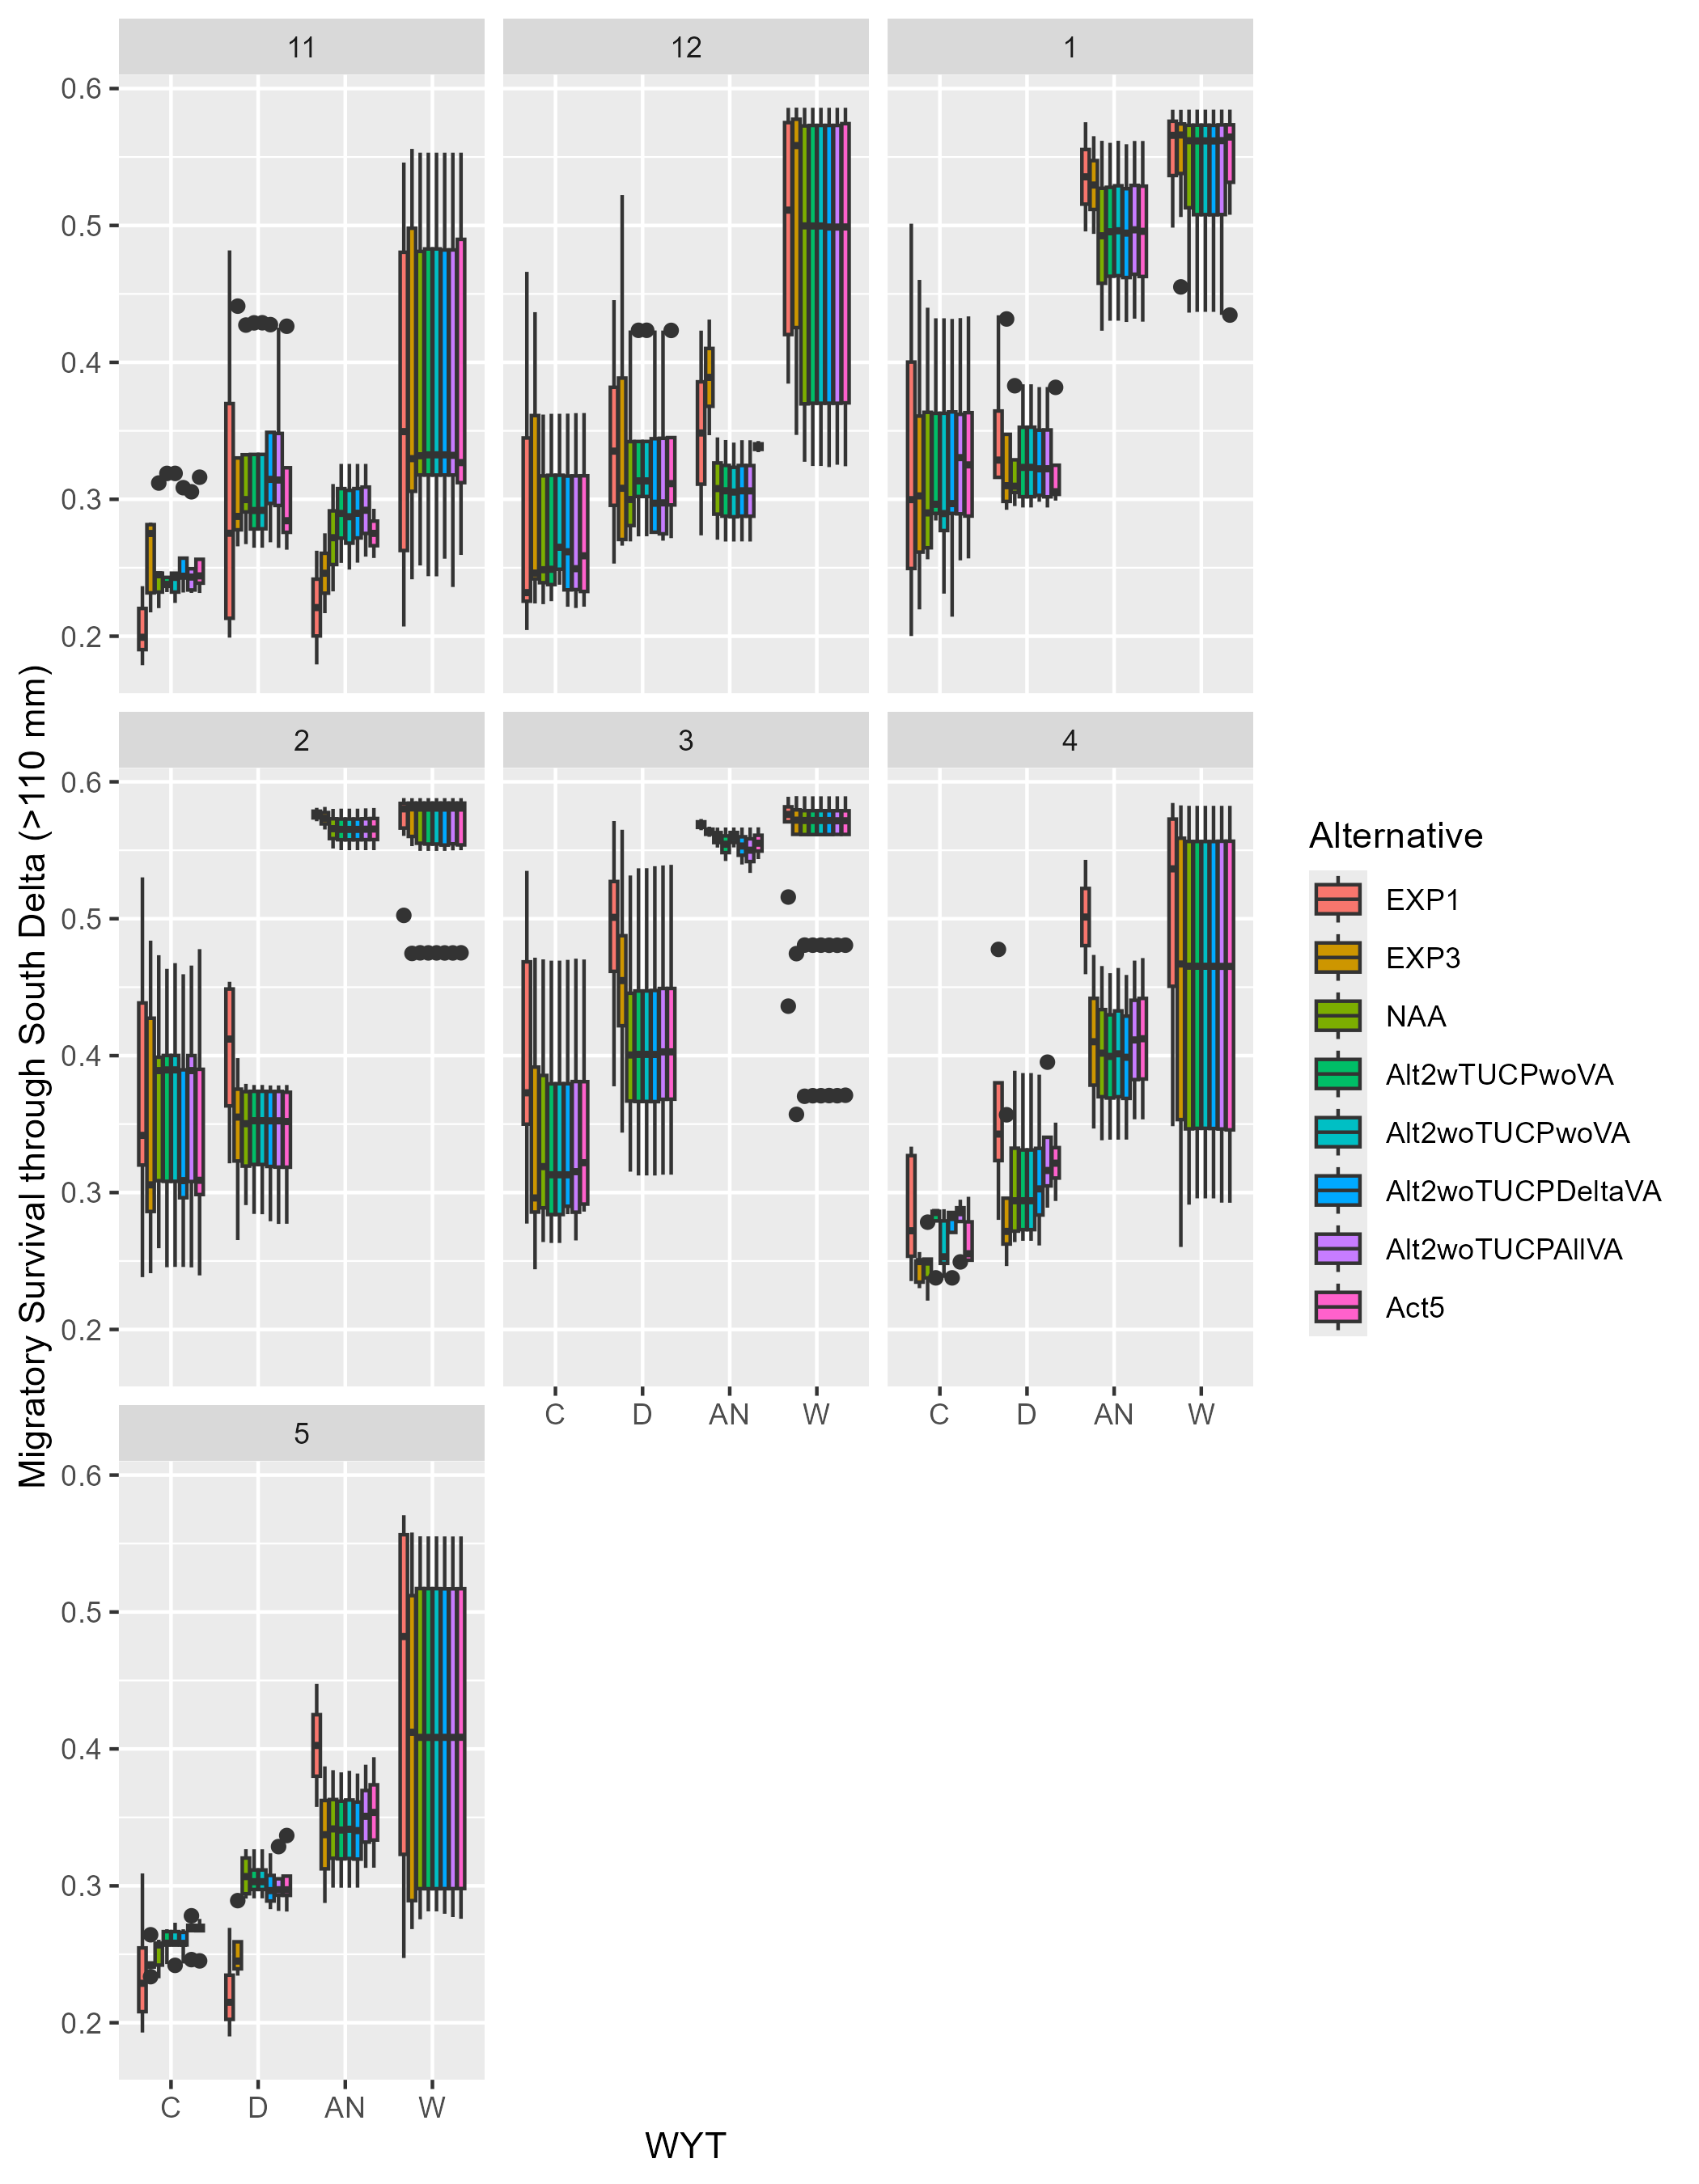 11
12
1
0.6
0.5
0.4
0.3
0.2
2
3
4
0.6
0.5
0.4
0.3
0.2
C D AN W
C D AN W
5
0.6
0.5
0.4
0.3
0.2
C D AN W
WYT
Migratory Survival through South Delta (>110 mm)
Alternative
EXP1
EXP3
NAA
Alt2wTUCPwoVA
Alt2woTUCPwoVA
Alt2woTUCPDeltaVA
Alt2woTUCPAllVA
Act5